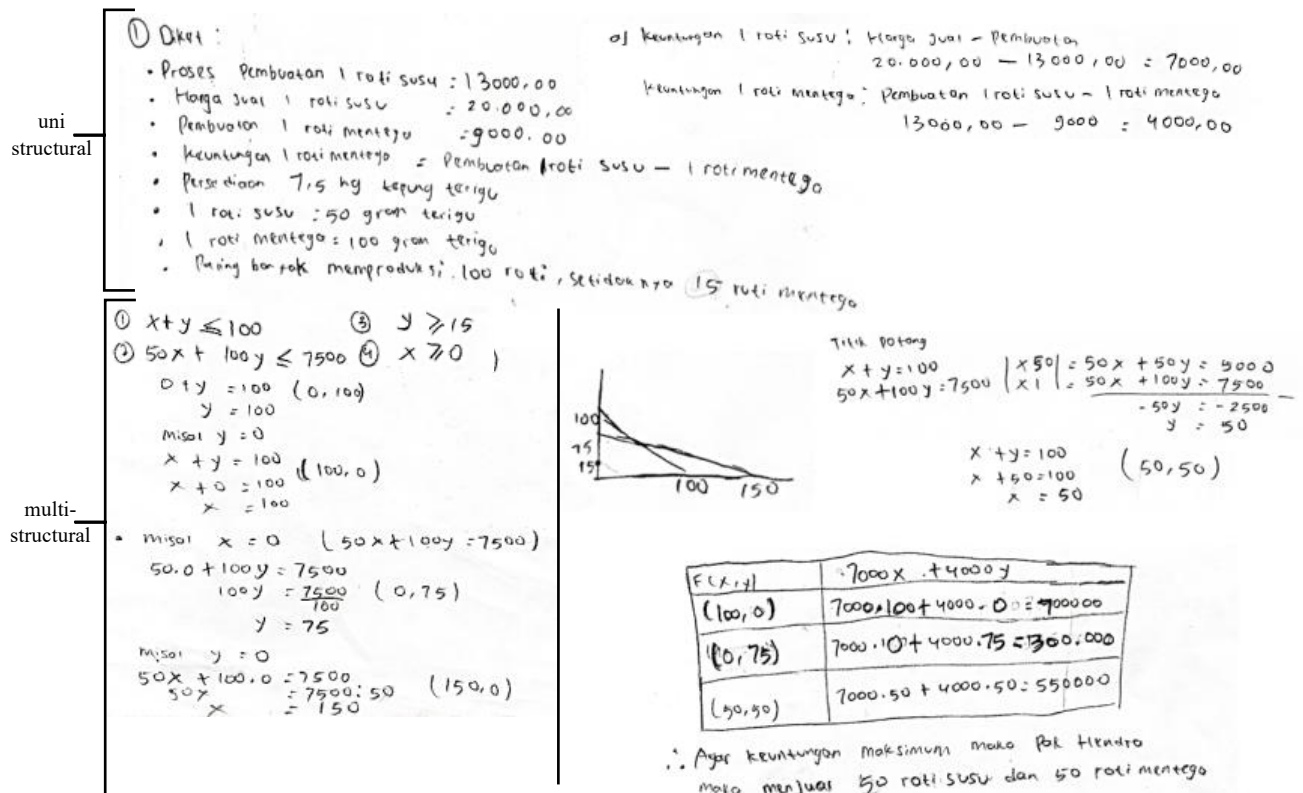 uni
structural
① Diket :
• Proses Pembuatan 1 roti susu : 13000,00
• Harga jual 1 roti susu : 20.000,00
• Pembuatan 1 roti mentega : 9000.00
• Keuntungan 1 roti mentega = Pembuatan 1 roti susu — 1 roti mentega
• Persediaan 7,5 kg tepung terigu
• 1 roti susu : 50 gram terigu
• 1 roti mentega : 100 gram terigu
• Paling banyak memproduksi 100 roti, setidaknya 15 roti mentega
a) Keuntungan 1 roti susu : Harga jual – Pembuatan
20.000,00 — 13000,00 = 7000,00
Keuntungan 1 roti mentega : Pembuatan 1 roti susu – 1 roti mentega
13000,00 – 9000 = 4000,00
multi-
structural
① x + y ≤ 100 ③ y ≥ 15
② 50x + 100y ≤ 7500 ④ x ≥ 0
0 + y = 100 (0, 100)
y = 100
misal y = 0
x + y = 100 (100, 0)
x + 0 = 100
x = 100
• misal x = 0 (50x + 100y = 7500)
50.0 + 100y = 7500
100y = 7500/100 (0, 75)
y = 75
misal y = 0
50x + 100.0 = 7500
50x = 7500 : 50 (150,0)
x = 150
100
75
15
100 150
Titik potong
x + y = 100 |x50| = 50x + 50y = 5000
50x + 100y = 7500 |x1| = 50x + 100y = 7500 —
-50y = -2500
y = 50
x + y = 100
x + 50 = 100 (50,50)
x = 50
F(x,y) = 7000x + 4000y
(100,0) 7000.100 + 4000.0 = 700000
(0,75) 7000.10 + 4000.75 = 1300.000
(50,50) 7000.50 + 4000.50 = 550000
∴ Agar keuntungan maksimum maka Pak Hendro
maka menjual 50 roti susu dan 50 roti mentega